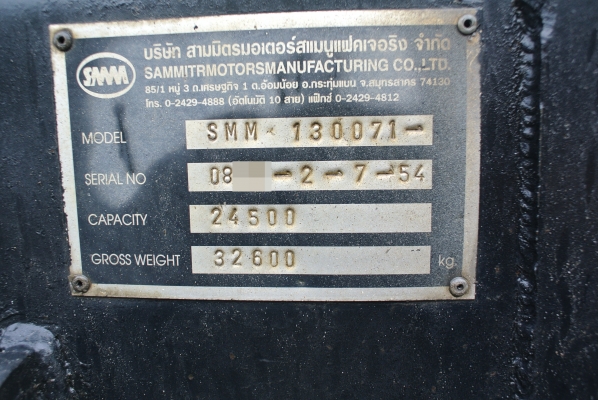 SMM
บริษัท สามมิตรมอเตอร์สแมนูแฟคเจอริง จำกัด
SAMMITRMOTORSMANUFACTURING CO.,LTD.
85/1 หมู่ 3 ถ.เศรษฐกิจ 1 ต.อ้อมน้อย อ.กระทุ่มแบน จ.สมุทรสาคร 74130
โทร. 0-2429-4888 (อัตโนมัติ 10 สาย) แฟ็กซ์ 0-2429-4812
MODEL SMM - 130071-
SERIAL NO 08 -2-7-54
CAPACITY 24500
GROSS WEIGHT 32600 kg.